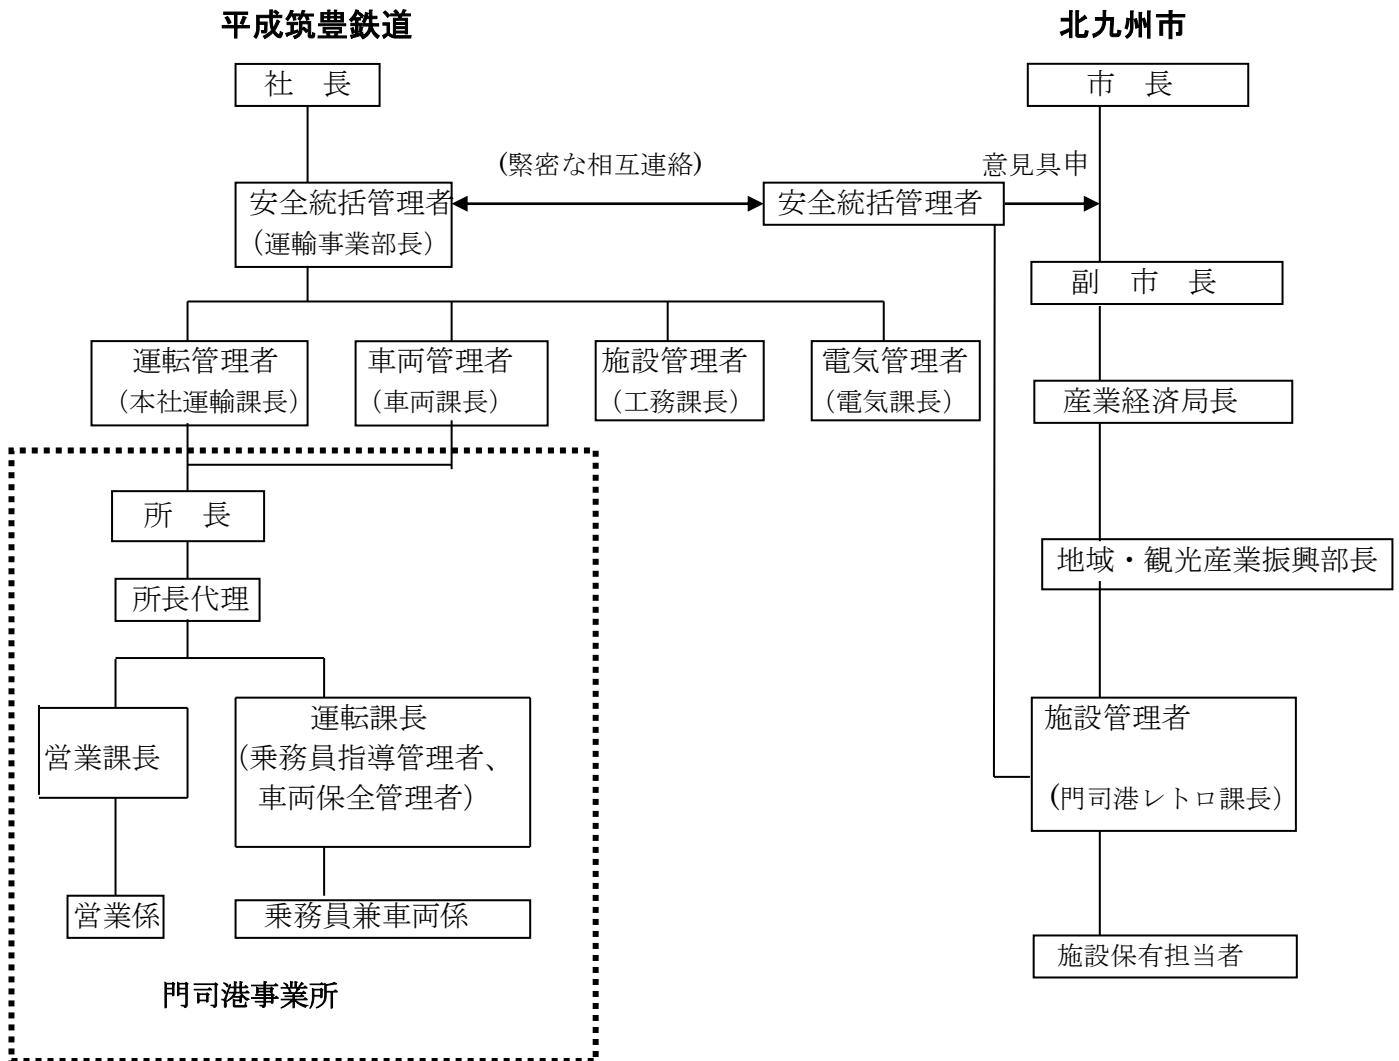 平成筑豊鉄道
北九州市
社　長
市　長
(緊密な相互連絡)
意見具申
安全統括管理者
（運輸事業部長）
安全統括管理者
副　市　長
運転管理者
（本社運輸課長）
車両管理者
（車両課長）
施設管理者
（工務課長）
電気管理者
（電気課長）
産業経済局長
所　長
地域・観光産業振興部長
所長代理
営業課長
運転課長
(乗務員指導管理者、
車両保全管理者）
施設管理者
(門司港レトロ課長）
営業係
乗務員兼車両係
施設保有担当者
門司港事業所